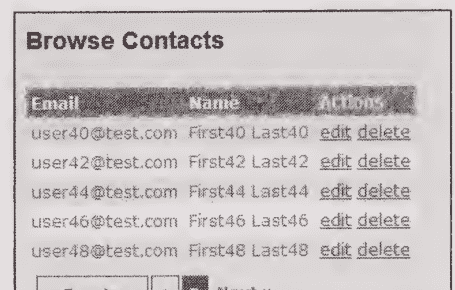 Browse Contacts
Email Name Actions
user40@test.com First40 Last40 edit delete
user42@test.com First42 Last42 edit delete
user44@test.com First44 Last44 edit delete
user46@test.com First46 Last46 edit delete
user48@test.com First48 Last48 edit delete